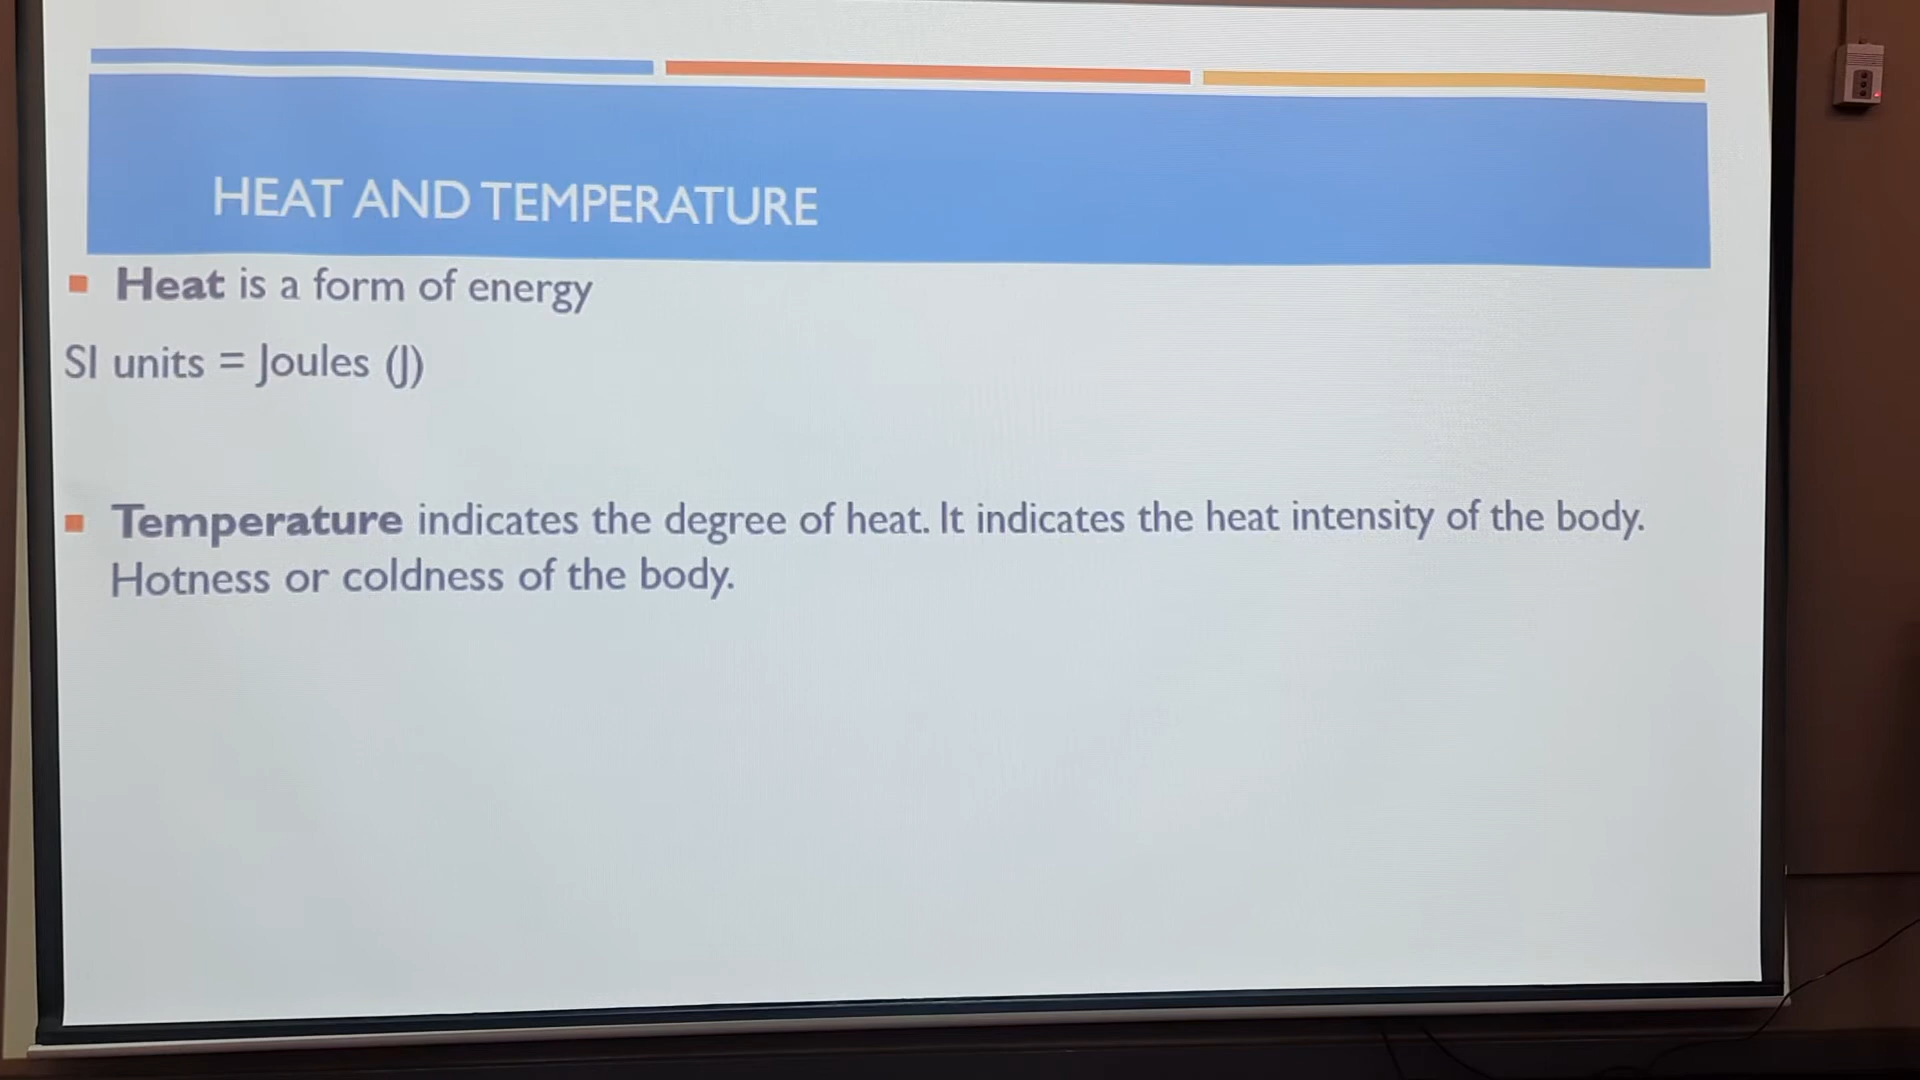 HEAT AND TEMPERATURE
Heat is a form of energy
SI units = Joules (J)
Temperature indicates the degree of heat. It indicates the heat intensity of the body.
Hotness or coldness of the body.